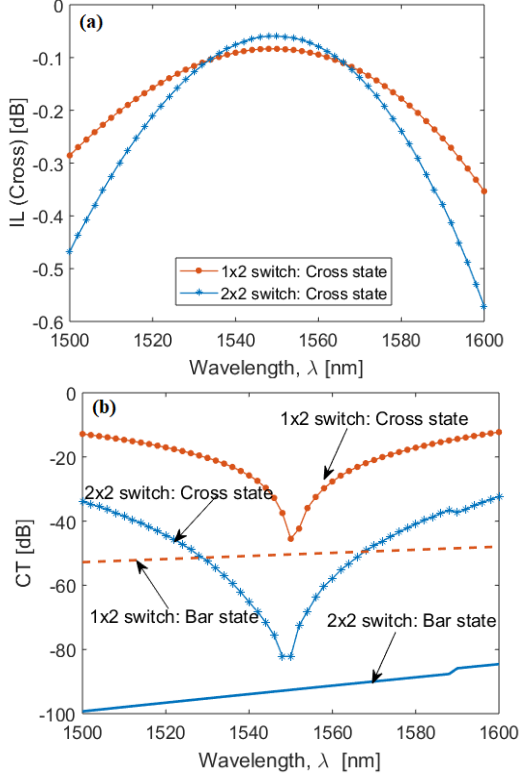 (a)
0
-0.1
-0.2
-0.3
-0.4
-0.5
-0.6
IL (Cross) [dB]
1x2 switch: Cross state
2x2 switch: Cross state
1500 1520 1540 1560 1580 1600
Wavelength, λ [nm]
(b)
0
-20
-40
-60
-80
-100
CT [dB]
1x2 switch: Cross state
2x2 switch: Cross state
1x2 switch: Bar state
2x2 switch: Bar state
1500 1520 1540 1560 1580 1600
Wavelength, λ [nm]